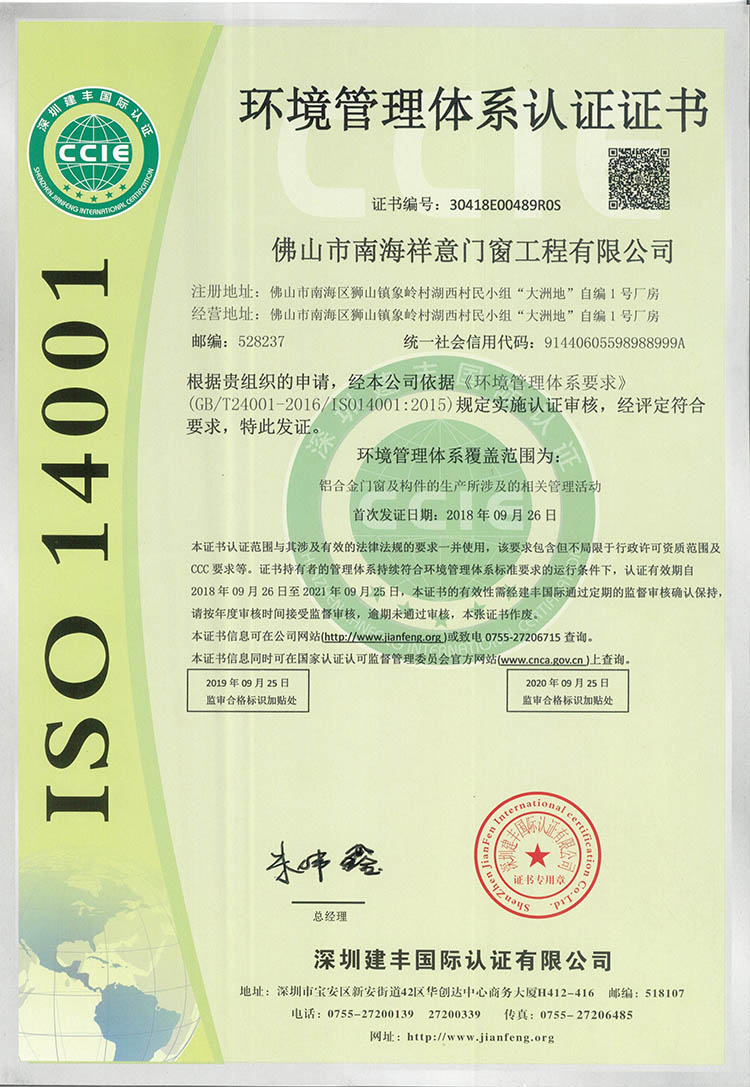 深圳建丰国际认证
CCIE
SHENZHEN JIANFENG INTERNATIONAL CERTIFICATION
ISO 14001
环境管理体系认证证书
证书编号：30418E00489R0S
佛山市南海祥意门窗工程有限公司
注册地址：佛山市南海区狮山镇象岭村湖西村民小组“大洲地”自编1号厂房
经营地址：佛山市南海区狮山镇象岭村湖西村民小组“大洲地”自编1号厂房
邮编：528237 统一社会信用代码：91440605598988999A
根据贵组织的申请，经本公司依据《环境管理体系要求》
(GB/T24001-2016/ISO14001:2015)规定实施认证审核，经评定符合
要求，特此发证。
环境管理体系覆盖范围为：
铝合金门窗及构件的生产所涉及的相关管理活动
首次发证日期：2018年09月26日
本证书认证范围与其涉及有效的法律法规的要求一并使用，该要求包含但不局限于行政许可资质范围及
CCC要求等。证书持有者的管理体系持续符合环境管理体系标准要求的运行条件下，认证有效期自
2018年09月26日至2021年09月25日，本证书的有效性需经建丰国际通过定期的监督审核确认保持，
请按年度审核时间接受监督审核，逾期未通过审核，本张证书作废。
本证书信息可在公司网站(http://www.jianfeng.org )或致电 0755-27206715 查询。
本证书信息同时可在国家认证认可监督管理委员会官方网站(www.cnca.gov.cn )上查询。
2019年09月25日
监审合格标识加贴处
2020年09月25日
监审合格标识加贴处
总经理
ShenZhen JianFen International certification Co.Ltd.
深圳建丰国际认证有限公司
证书专用章
深圳建丰国际认证有限公司
地址：深圳市宝安区新安街道42区华创达中心商务大厦H412-416 邮编：518107
电话：0755-27200139 27200339 传真：0755-27206485
网址：http://www.jianfeng.org